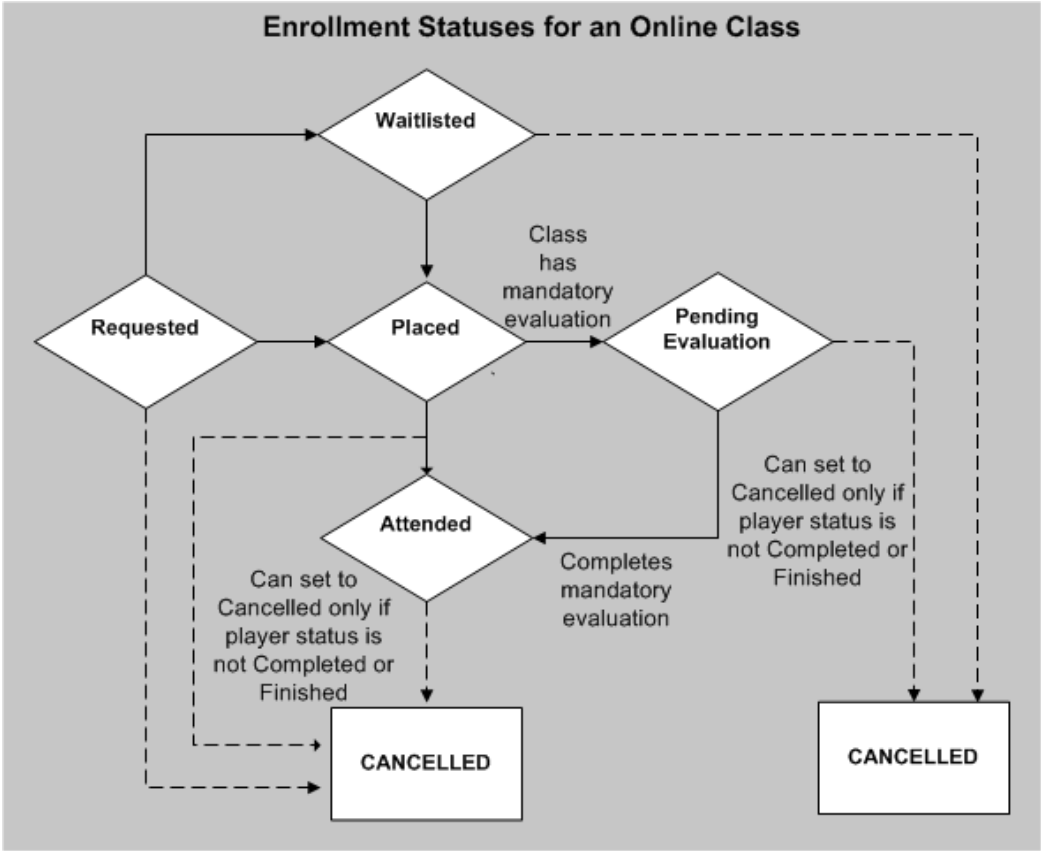 Enrollment Statuses for an Online Class
Waitlisted
Class
has
mandatory
evaluation
Requested
Placed
Pending
Evaluation
Attended
Can set to
Cancelled only if
player status is
not Completed or
Finished
Completes
mandatory
evaluation
Can set to
Cancelled only if
player status is
not Completed or
Finished
CANCELLED
CANCELLED